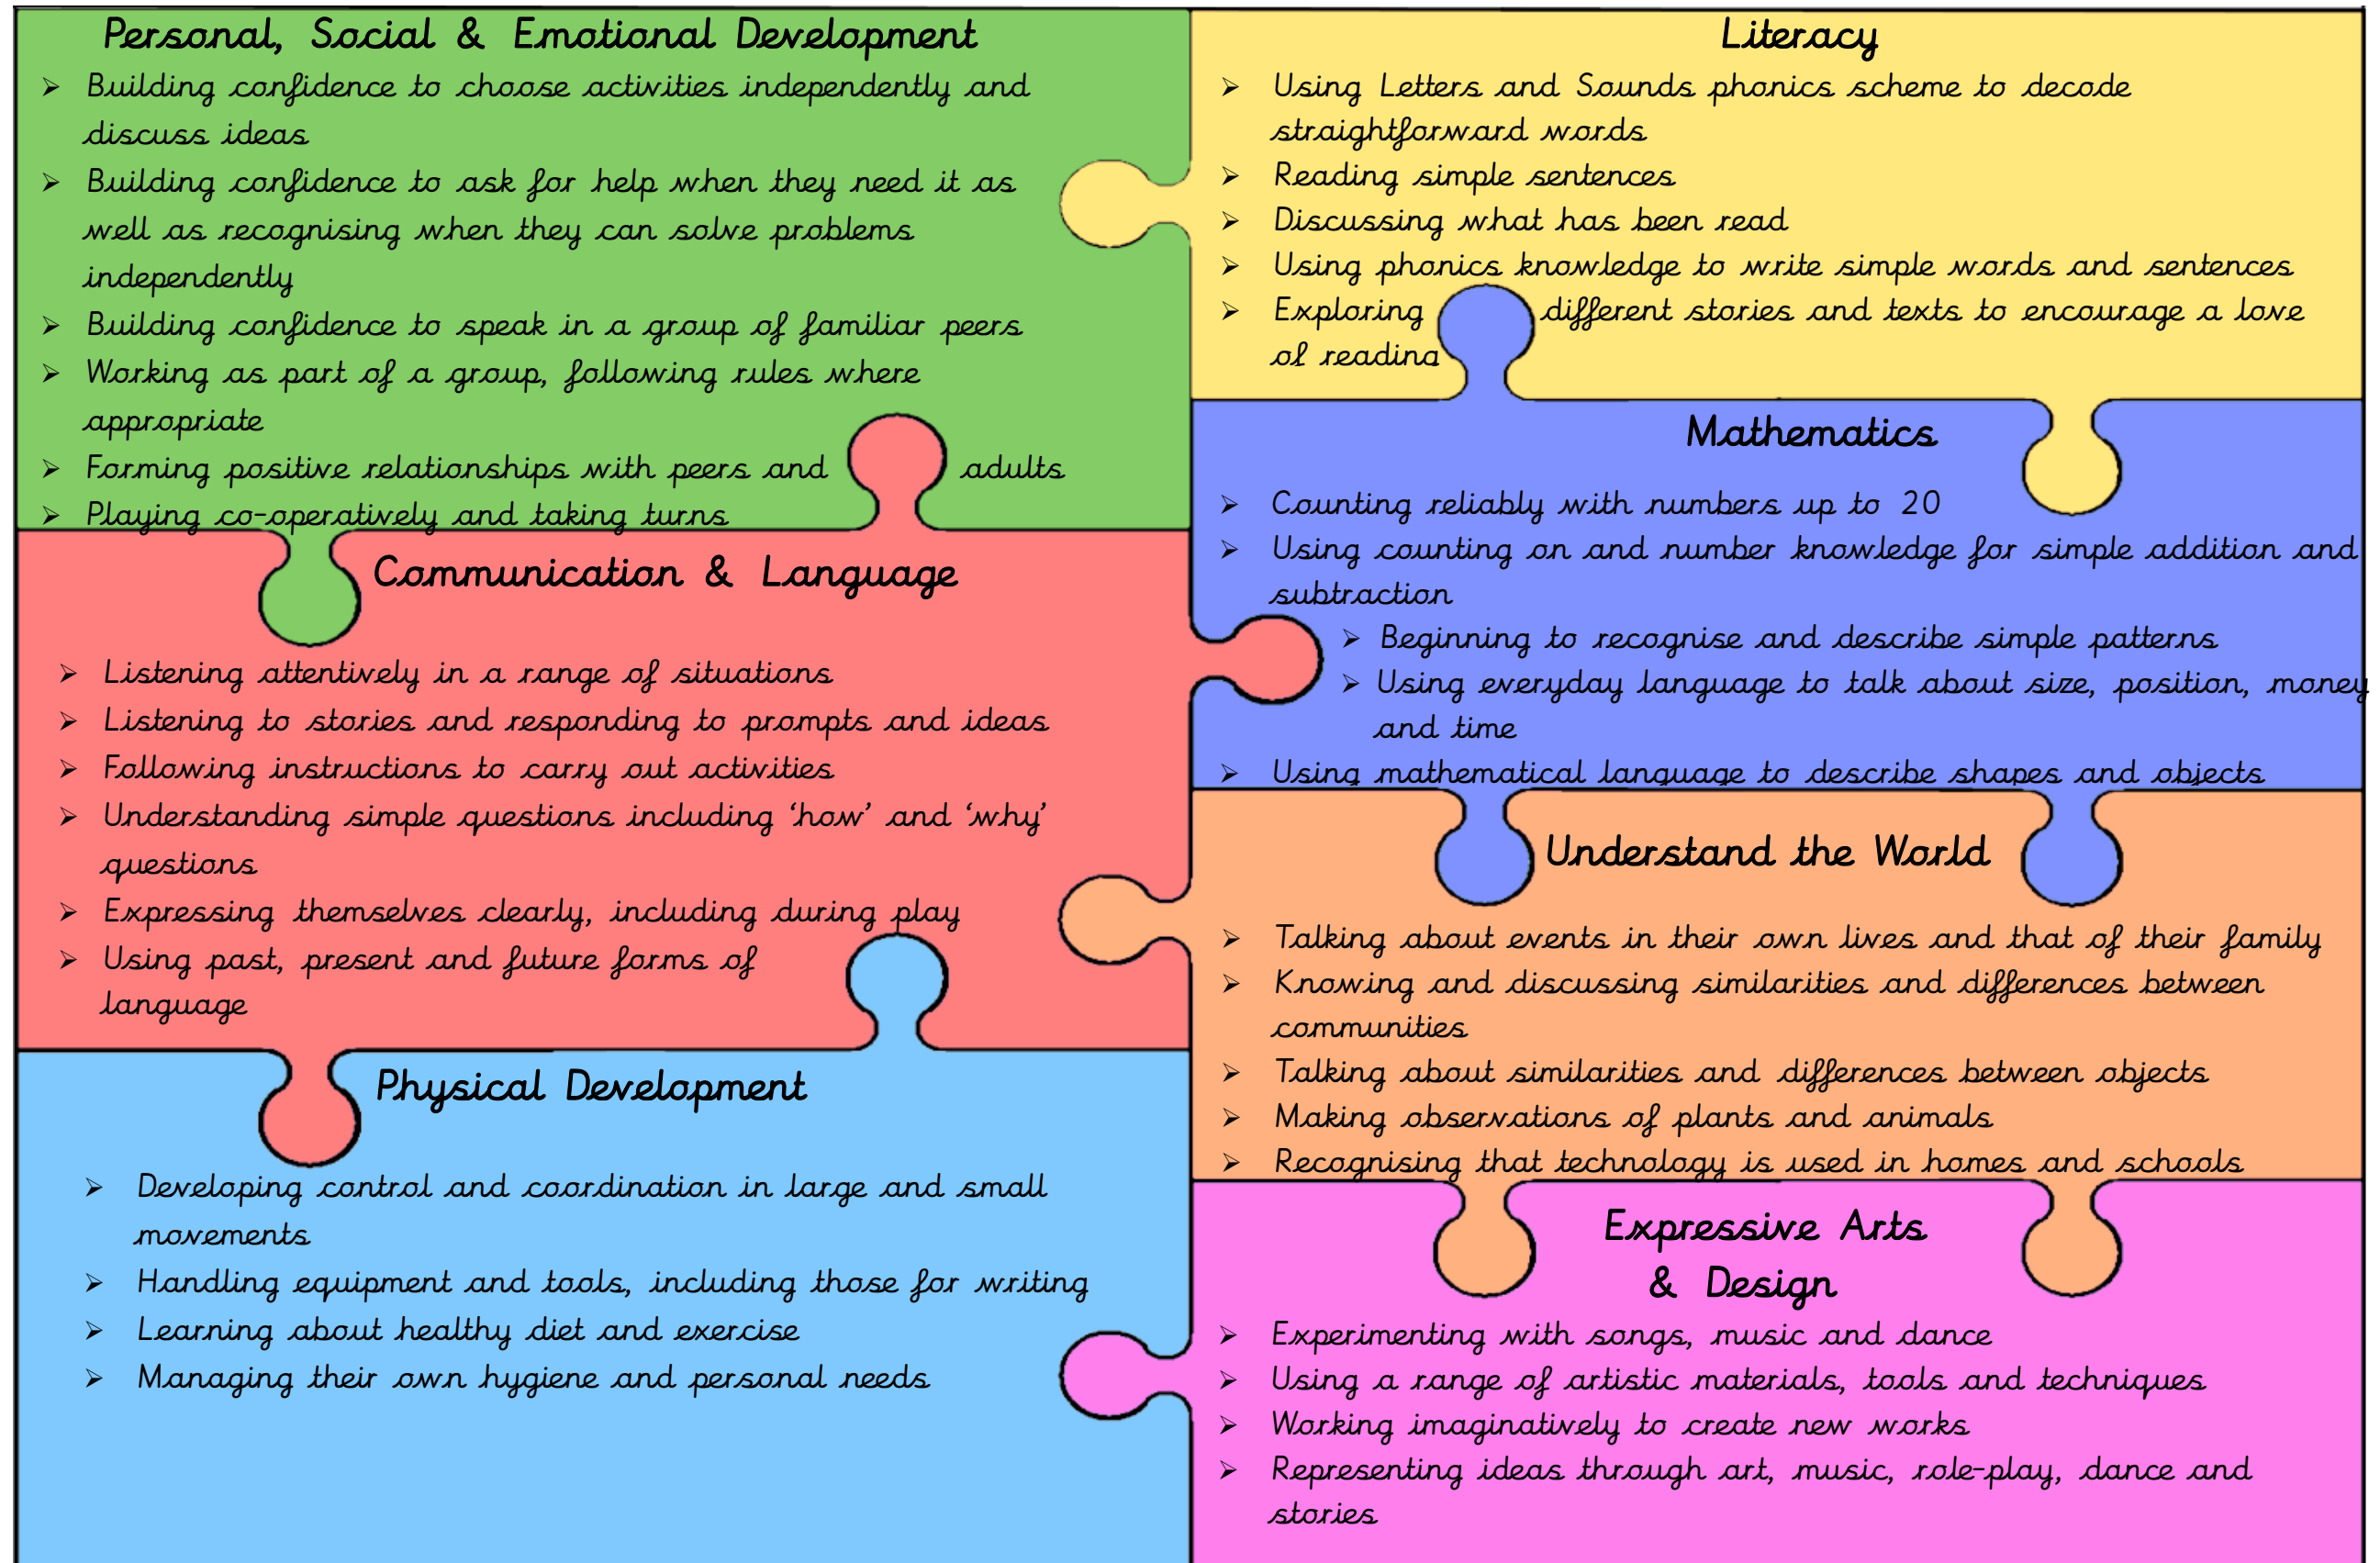 Personal, Social & Emotional Development
➢ Building confidence to choose activities independently and
discuss ideas
➢ Building confidence to ask for help when they need it as
well as recognising when they can solve problems
independently
➢ Building confidence to speak in a group of familiar peers
➢ Working as part of a group, following rules where
appropriate
➢ Forming positive relationships with peers and adults
➢ Playing co-operatively and taking turns
Communication & Language
➢ Listening attentively in a range of situations
➢ Listening to stories and responding to prompts and ideas
➢ Following instructions to carry out activities
➢ Understanding simple questions including ‘how’ and ‘why’
questions
➢ Expressing themselves clearly, including during play
➢ Using past, present and future forms of
language
Physical Development
➢ Developing control and coordination in large and small
movements
➢ Handling equipment and tools, including those for writing
➢ Learning about healthy diet and exercise
➢ Managing their own hygiene and personal needs
Literacy
➢ Using Letters and Sounds phonics scheme to decode
straightforward words
➢ Reading simple sentences
➢ Discussing what has been read
➢ Using phonics knowledge to write simple words and sentences
➢ Exploring different stories and texts to encourage a love
of reading
Mathematics
➢ Counting reliably with numbers up to 20
➢ Using counting on and number knowledge for simple addition and
subtraction
➢ Beginning to recognise and describe simple patterns
➢ Using everyday language to talk about size, position, money
and time
➢ Using mathematical language to describe shapes and objects
Understand the World
➢ Talking about events in their own lives and that of their family
➢ Knowing and discussing similarities and differences between
communities
➢ Talking about similarities and differences between objects
➢ Making observations of plants and animals
➢ Recognising that technology is used in homes and schools
Expressive Arts
& Design
➢ Experimenting with songs, music and dance
➢ Using a range of artistic materials, tools and techniques
➢ Working imaginatively to create new works
➢ Representing ideas through art, music, role-play, dance and
stories